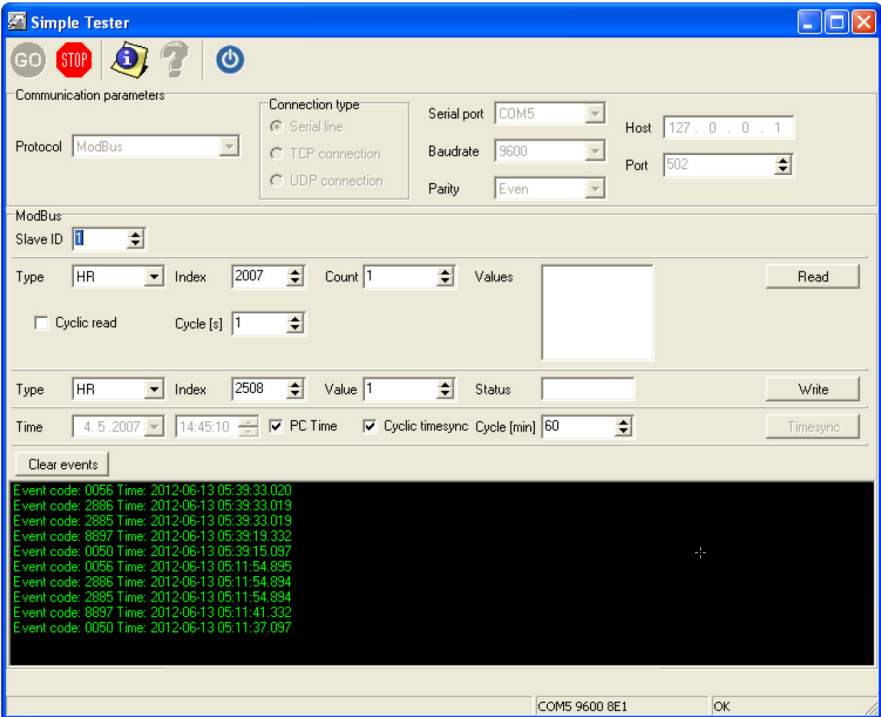 Simple Tester
GO STOP
Communication parameters
Protocol ModBus
Connection type
Serial line
TCP connection
UDP connection
Serial port COM5
Baudrate 9600
Parity Even
Host 127 . 0 . 0 . 1
Port 502
ModBus
Slave ID 1
Type HR Index 2007 Count 1 Values Read
Cyclic read Cycle [s] 1
Type HR Index 2508 Value 1 Status Write
Time 4. 5 .2007 14:45:10 PC Time Cyclic timesync Cycle [min] 60 Timesync
Clear events
Event code: 0056 Time: 2012-06-13 05:39:33.020
Event code: 2886 Time: 2012-06-13 05:39:33.019
Event code: 2885 Time: 2012-06-13 05:39:33.019
Event code: 8897 Time: 2012-06-13 05:39:19.332
Event code: 0050 Time: 2012-06-13 05:39:15.097
Event code: 0056 Time: 2012-06-13 05:11:54.895
Event code: 2886 Time: 2012-06-13 05:11:54.894
Event code: 2885 Time: 2012-06-13 05:11:54.894
Event code: 8897 Time: 2012-06-13 05:11:41.332
Event code: 0050 Time: 2012-06-13 05:11:37.097
COM5 9600 8E1 OK